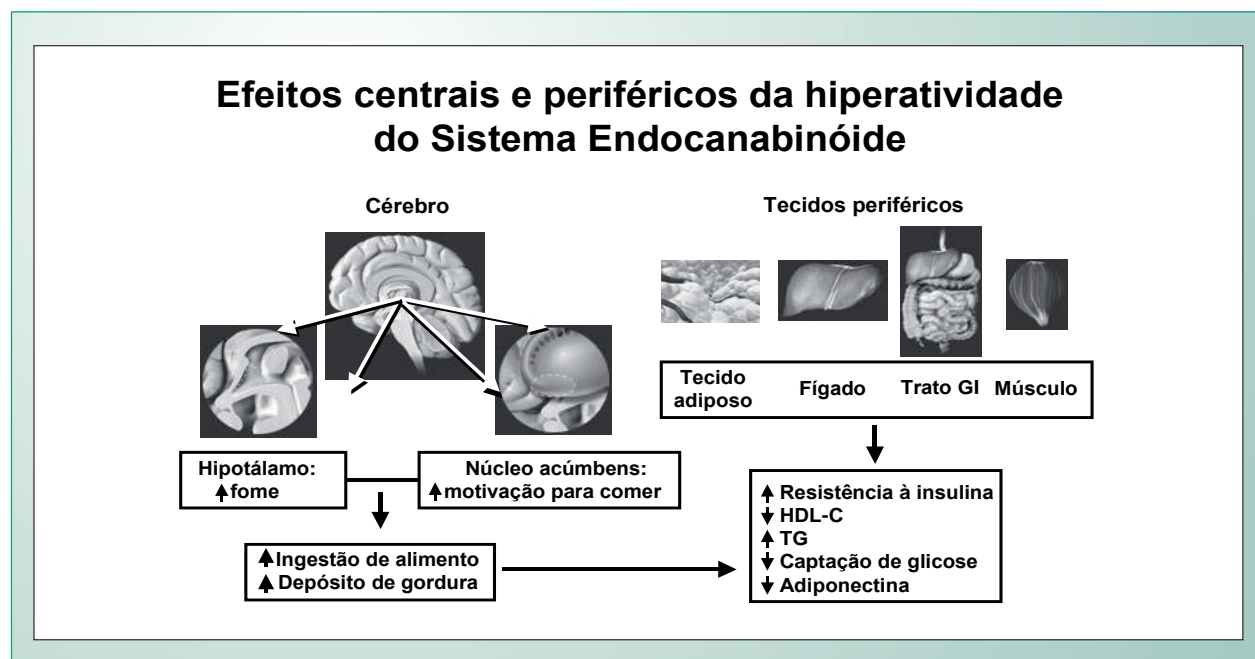 Efeitos centrais e periféricos da hiperatividade
do Sistema Endocanabinóide
Cérebro
Tecidos periféricos
Tecido
adiposo
Fígado
Trato GI
Músculo
Hipotálamo:
↑fome
Núcleo acúmbens:
↑motivação para comer
↑Ingestão de alimento
↑Depósito de gordura
↑ Resistência à insulina
↓ HDL-C
↑ TG
↓ Captação de glicose
↓ Adiponectina